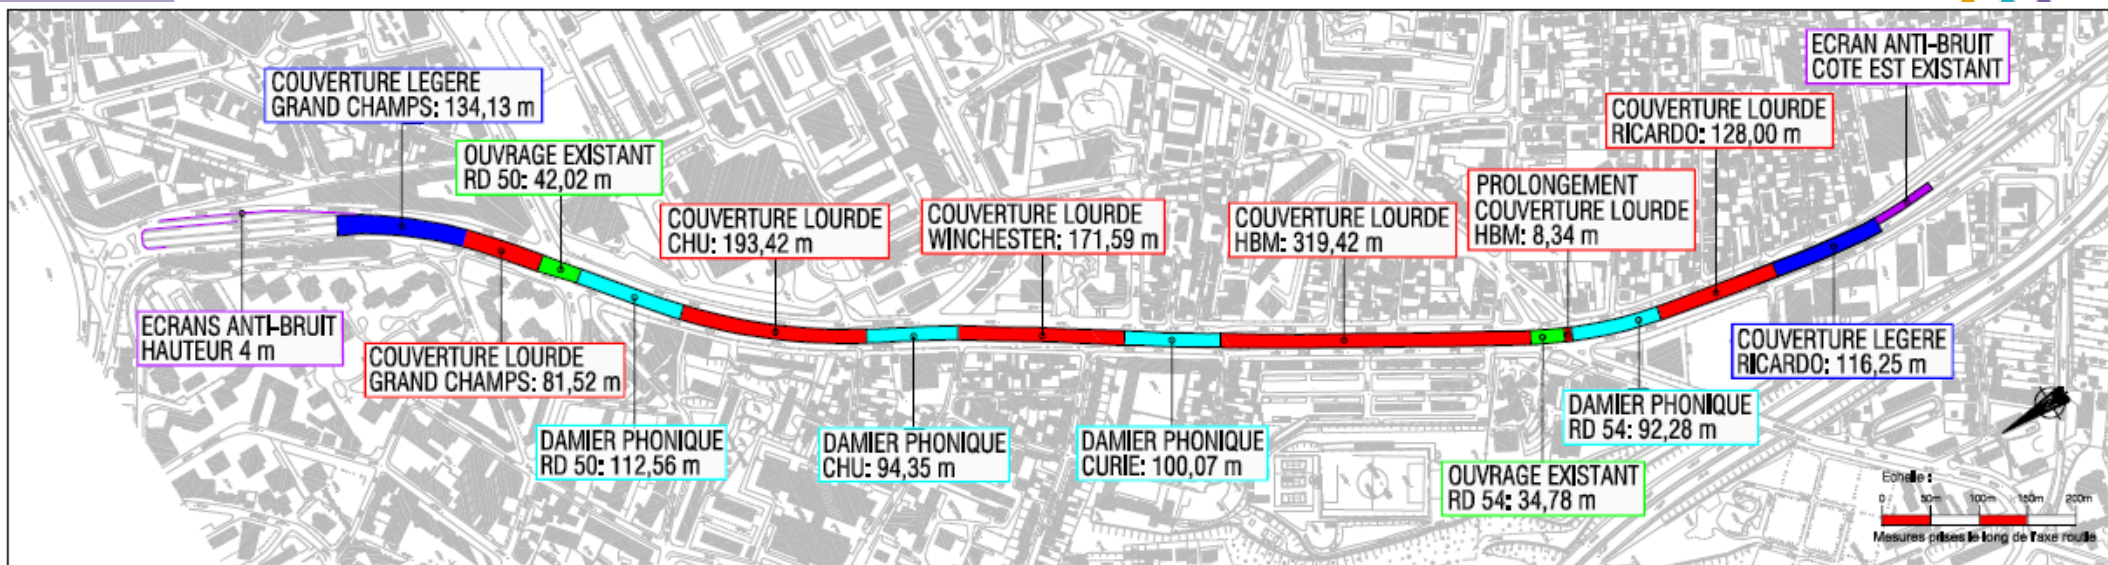 COUVERTURE LEGERE
GRAND CHAMPS: 134,13 m
OUVRAGE EXISTANT
RD 50: 42,02 m
COUVERTURE LOURDE
CHU: 193,42 m
COUVERTURE LOURDE
WINCHESTER: 171,59 m
COUVERTURE LOURDE
HBM: 319,42 m
PROLONGEMENT
COUVERTURE LOURDE
HBM: 8,34 m
COUVERTURE LOURDE
RICARDO: 128,00 m
ECRAN ANTI-BRUIT
COTE EST EXISTANT
ECRANS ANTI-BRUIT
HAUTEUR 4 m
COUVERTURE LOURDE
GRAND CHAMPS: 81,52 m
DAMIER PHONIQUE
RD 50: 112,56 m
DAMIER PHONIQUE
CHU: 94,35 m
DAMIER PHONIQUE
CURIE: 100,07 m
OUVRAGE EXISTANT
RD 54: 34,78 m
DAMIER PHONIQUE
RD 54: 92,28 m
COUVERTURE LEGERE
RICARDO: 116,25 m
Echelle :
0 50m 100m 150m 200m
Mesures prises le long de l'axe routie